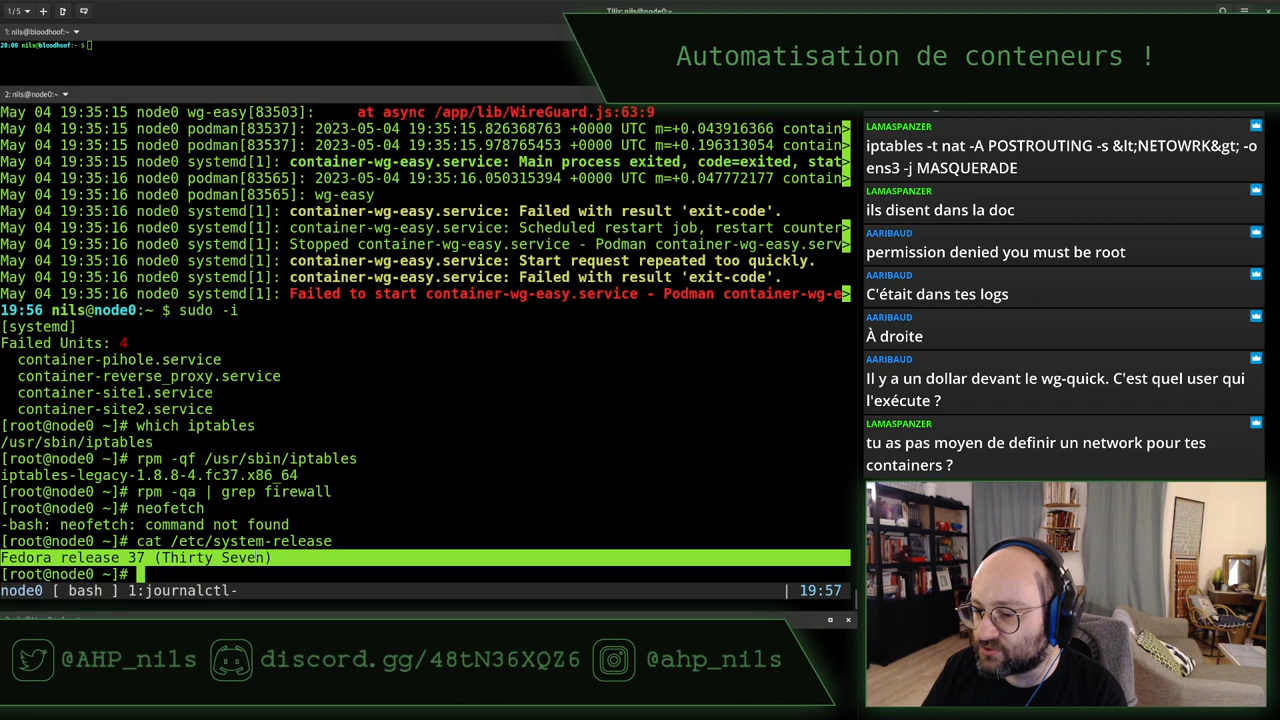 1/5
Tilix: nils@node0:~
1: nils@bloodhoof:~
20:00 nils@bloodhoof:~ $
Automatisation de conteneurs !
2: nils@node0:~
May 04 19:35:15 node0 wg-easy[83503]:     at async /app/lib/WireGuard.js:63:9
May 04 19:35:15 node0 podman[83537]: 2023-05-04 19:35:15.826368763 +0000 UTC m=+0.043916366 contain>
May 04 19:35:15 node0 podman[83537]: 2023-05-04 19:35:15.978765453 +0000 UTC m=+0.196313054 contain>
May 04 19:35:15 node0 systemd[1]: container-wg-easy.service: Main process exited, code=exited, stat>
May 04 19:35:16 node0 podman[83565]: 2023-05-04 19:35:16.050315394 +0000 UTC m=+0.047772177 contain>
May 04 19:35:16 node0 podman[83565]: wg-easy
May 04 19:35:16 node0 systemd[1]: container-wg-easy.service: Failed with result 'exit-code'.
May 04 19:35:16 node0 systemd[1]: container-wg-easy.service: Scheduled restart job, restart counter>
May 04 19:35:16 node0 systemd[1]: Stopped container-wg-easy.service - Podman container-wg-easy.serv>
May 04 19:35:16 node0 systemd[1]: container-wg-easy.service: Start request repeated too quickly.
May 04 19:35:16 node0 systemd[1]: container-wg-easy.service: Failed with result 'exit-code'.
May 04 19:35:16 node0 systemd[1]: Failed to start container-wg-easy.service - Podman container-wg-e>
19:56 nils@node0:~ $ sudo -i
[systemd]
Failed Units: 4
  container-pihole.service
  container-reverse_proxy.service
  container-site1.service
  container-site2.service
[root@node0 ~]# which iptables
/usr/sbin/iptables
[root@node0 ~]# rpm -qf /usr/sbin/iptables
iptables-legacy-1.8.8-4.fc37.x86_64
[root@node0 ~]# rpm -qa | grep firewall
[root@node0 ~]# neofetch
-bash: neofetch: command not found
[root@node0 ~]# cat /etc/system-release
Fedora release 37 (Thirty Seven)
[root@node0 ~]#
node0 [ bash ] 1:journalctl- | 19:57
LAMASPANZER
iptables -t nat -A POSTROUTING -s &lt;NETOWRK&gt; -o
ens3 -j MASQUERADE
LAMASPANZER
ils disent dans la doc
AARIBAUD
permission denied you must be root
AARIBAUD
C'était dans tes logs
AARIBAUD
À droite
AARIBAUD
Il y a un dollar devant le wg-quick. C'est quel user qui
l'exécute ?
LAMASPANZER
tu as pas moyen de definir un network pour tes
containers ?
@AHP_nils discord.gg/48tN36XQZ6 @ahp_nils